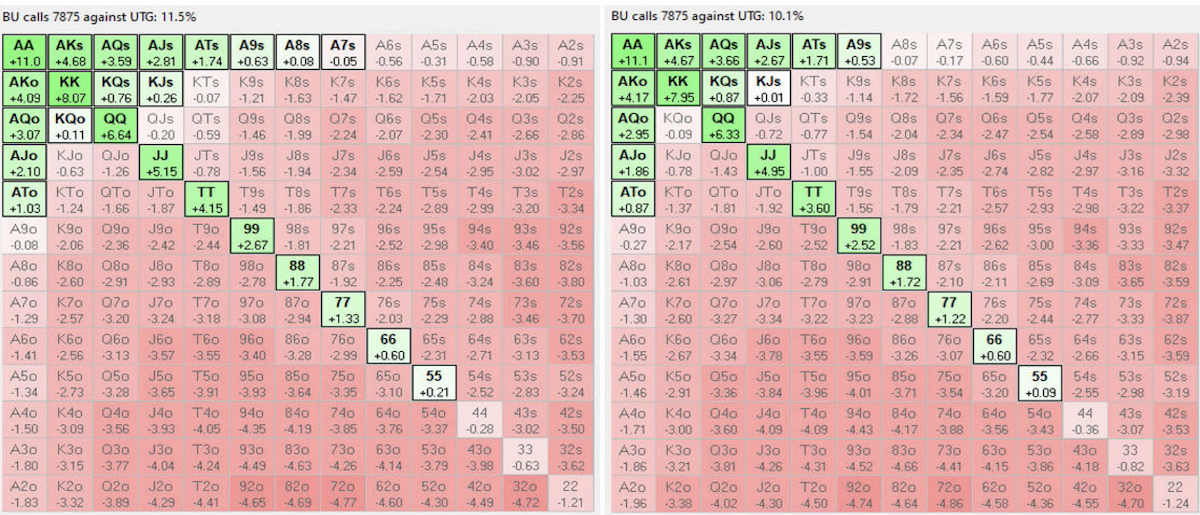 BU calls 7875 against UTG: 11.5%
AA AKs AQs AJs ATs A9s A8s A7s A6s A5s A4s A3s A2s
+11.0 +4.68 +3.59 +2.81 +1.74 +0.63 +0.08 -0.05 -0.56 -0.31 -0.58 -0.90 -0.91
AKo KK KQs KJs KTs K9s K8s K7s K6s K5s K4s K3s K2s
+4.09 +8.07 +0.76 +0.26 -0.07 -1.21 -1.63 -1.47 -1.62 -1.71 -2.03 -2.05 -2.25
AQo KQo QQ QJs QTs Q9s Q8s Q7s Q6s Q5s Q4s Q3s Q2s
+3.07 +0.11 +6.64 -0.20 -0.59 -1.46 -1.99 -2.24 -2.07 -2.30 -2.41 -2.66 -2.86
AJo KJo QJo JJ JTs J9s J8s J7s J6s J5s J4s J3s J2s
+2.10 -0.63 -1.26 +5.15 -0.78 -1.56 -1.94 -2.34 -2.59 -2.54 -2.95 -3.02 -2.97
ATo KTo QTo JTo TT T9s T8s T7s T6s T5s T4s T3s T2s
+1.03 -1.24 -1.66 -1.87 +4.15 -1.49 -1.86 -2.33 -2.24 -2.89 -2.99 -3.20 -3.34
A9o K9o Q9o J9o T9o 99 98s 97s 96s 95s 94s 93s 92s
-0.08 -2.06 -2.36 -2.42 -2.44 +2.67 -1.81 -2.21 -2.52 -2.98 -3.40 -3.46 -3.56
A8o K8o Q8o J8o T8o 98o 88 87s 86s 85s 84s 83s 82s
-0.86 -2.60 -2.91 -2.93 -2.89 -2.78 +1.77 -1.92 -2.25 -2.48 -3.24 -3.60 -3.80
A7o K7o Q7o J7o T7o 97o 87o 77 76s 75s 74s 73s 72s
-1.29 -2.57 -3.20 -3.24 -3.18 -3.08 -2.94 +1.33 -2.03 -2.29 -2.88 -3.46 -3.70
A6o K6o Q6o J6o T6o 96o 86o 76o 66 65s 64s 63s 62s
-1.41 -2.56 -3.13 -3.57 -3.55 -3.40 -3.28 -2.99 +0.60 -2.31 -2.71 -3.13 -3.53
A5o K5o Q5o J5o T5o 95o 85o 75o 65o 55 54s 53s 52s
-1.34 -2.73 -3.28 -3.65 -3.91 -3.93 -3.64 -3.35 -3.10 +0.21 -2.52 -2.83 -3.24
A4o K4o Q4o J4o T4o 94o 84o 74o 64o 54o 44 43s 42s
-1.50 -3.09 -3.56 -3.93 -4.05 -4.35 -4.19 -3.85 -3.76 -3.37 -0.28 -3.02 -3.50
A3o K3o Q3o J3o T3o 93o 83o 73o 63o 53o 43o 33 32s
-1.80 -3.15 -3.77 -4.04 -4.24 -4.49 -4.63 -4.26 -4.14 -3.79 -3.98 -0.63 -3.62
A2o K2o Q2o J2o T2o 92o 82o 72o 62o 52o 42o 32o 22
-1.83 -3.32 -3.89 -4.29 -4.41 -4.65 -4.69 -4.77 -4.60 -4.30 -4.49 -4.72 -1.21
BU calls 7875 against UTG: 10.1%
AA AKs AQs AJs ATs A9s A8s A7s A6s A5s A4s A3s A2s
+11.1 +4.67 +3.66 +2.67 +1.71 +0.53 -0.07 -0.17 -0.60 -0.44 -0.66 -0.92 -0.94
AKo KK KQs KJs KTs K9s K8s K7s K6s K5s K4s K3s K2s
+4.17 +7.95 +0.87 +0.01 -0.33 -1.14 -1.72 -1.56 -1.59 -1.77 -2.07 -2.09 -2.39
AQo KQo QQ QJs QTs Q9s Q8s Q7s Q6s Q5s Q4s Q3s Q2s
+2.95 -0.09 +6.33 -0.72 -0.77 -1.54 -2.04 -2.34 -2.47 -2.54 -2.58 -2.89 -2.98
AJo KJo QJo JJ JTs J9s J8s J7s J6s J5s J4s J3s J2s
+1.86 -0.78 -1.43 +4.95 -1.00 -1.55 -2.09 -2.35 -2.74 -2.82 -2.97 -3.16 -3.32
ATo KTo QTo JTo TT T9s T8s T7s T6s T5s T4s T3s T2s
+0.87 -1.37 -1.81 -1.92 +3.60 -1.56 -1.79 -2.21 -2.57 -2.93 -2.98 -3.22 -3.37
A9o K9o Q9o J9o T9o 99 98s 97s 96s 95s 94s 93s 92s
-0.27 -2.17 -2.54 -2.60 -2.52 +2.52 -1.83 -2.21 -2.62 -3.00 -3.36 -3.33 -3.47
A8o K8o Q8o J8o T8o 98o 88 87s 86s 85s 84s 83s 82s
-1.03 -2.61 -2.97 -3.06 -2.79 -2.91 +1.72 -2.10 -2.11 -2.69 -3.09 -3.65 -3.59
A7o K7o Q7o J7o T7o 97o 87o 77 76s 75s 74s 73s 72s
-1.30 -2.60 -3.27 -3.34 -3.22 -3.23 -2.88 +1.22 -2.20 -2.44 -2.77 -3.33 -3.87
A6o K6o Q6o J6o T6o 96o 86o 76o 66 65s 64s 63s 62s
-1.55 -2.67 -3.34 -3.78 -3.55 -3.59 -3.26 -3.07 +0.60 -2.32 -2.66 -3.15 -3.59
A5o K5o Q5o J5o T5o 95o 85o 75o 65o 55 54s 53s 52s
-1.46 -2.91 -3.36 -3.84 -3.96 -4.01 -3.71 -3.54 -3.20 +0.09 -2.55 -2.98 -3.19
A4o K4o Q4o J4o T4o 94o 84o 74o 64o 54o 44 43s 42s
-1.71 -3.00 -3.60 -4.09 -4.09 -4.43 -4.17 -3.88 -3.56 -3.43 -0.36 -3.07 -3.53
A3o K3o Q3o J3o T3o 93o 83o 73o 63o 53o 43o 33 32s
-1.86 -3.21 -3.81 -4.26 -4.31 -4.52 -4.66 -4.41 -4.15 -3.86 -4.18 -0.82 -3.63
A2o K2o Q2o J2o T2o 92o 82o 72o 62o 52o 42o 32o 22
-1.96 -3.38 -4.02 -4.30 -4.50 -4.74 -4.64 -4.86 -4.58 -4.36 -4.55 -4.70 -1.24